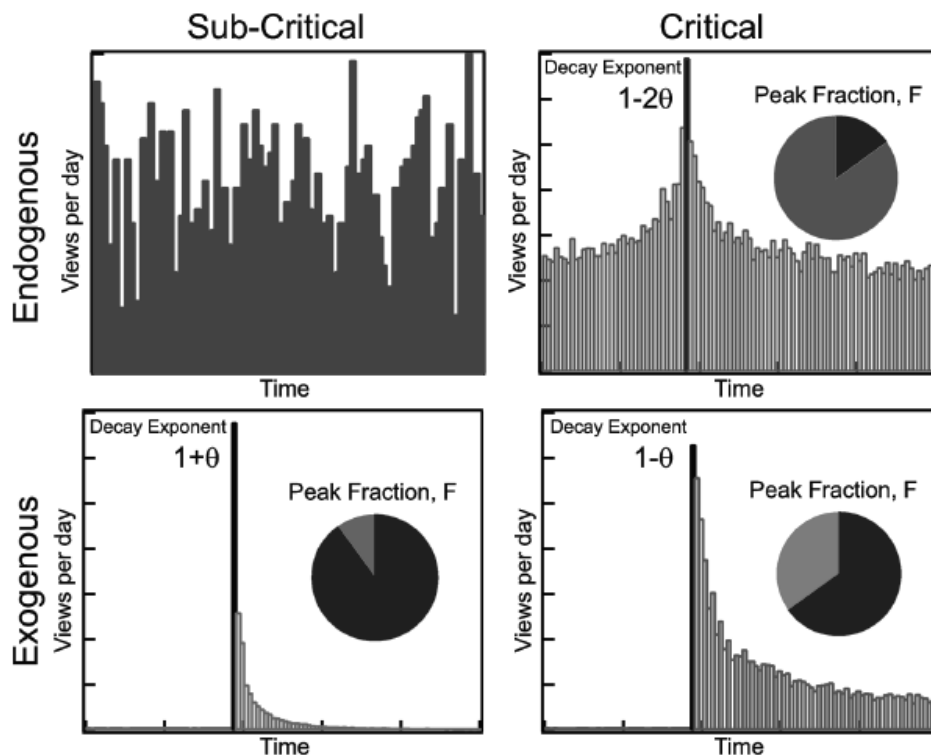 Sub-Critical
Critical
Endogenous
Views per day
Time
Decay Exponent
1-2θ
Peak Fraction, F
Views per day
Time
Exogenous
Decay Exponent
1+θ
Peak Fraction, F
Views per day
Time
Decay Exponent
1-θ
Peak Fraction, F
Views per day
Time